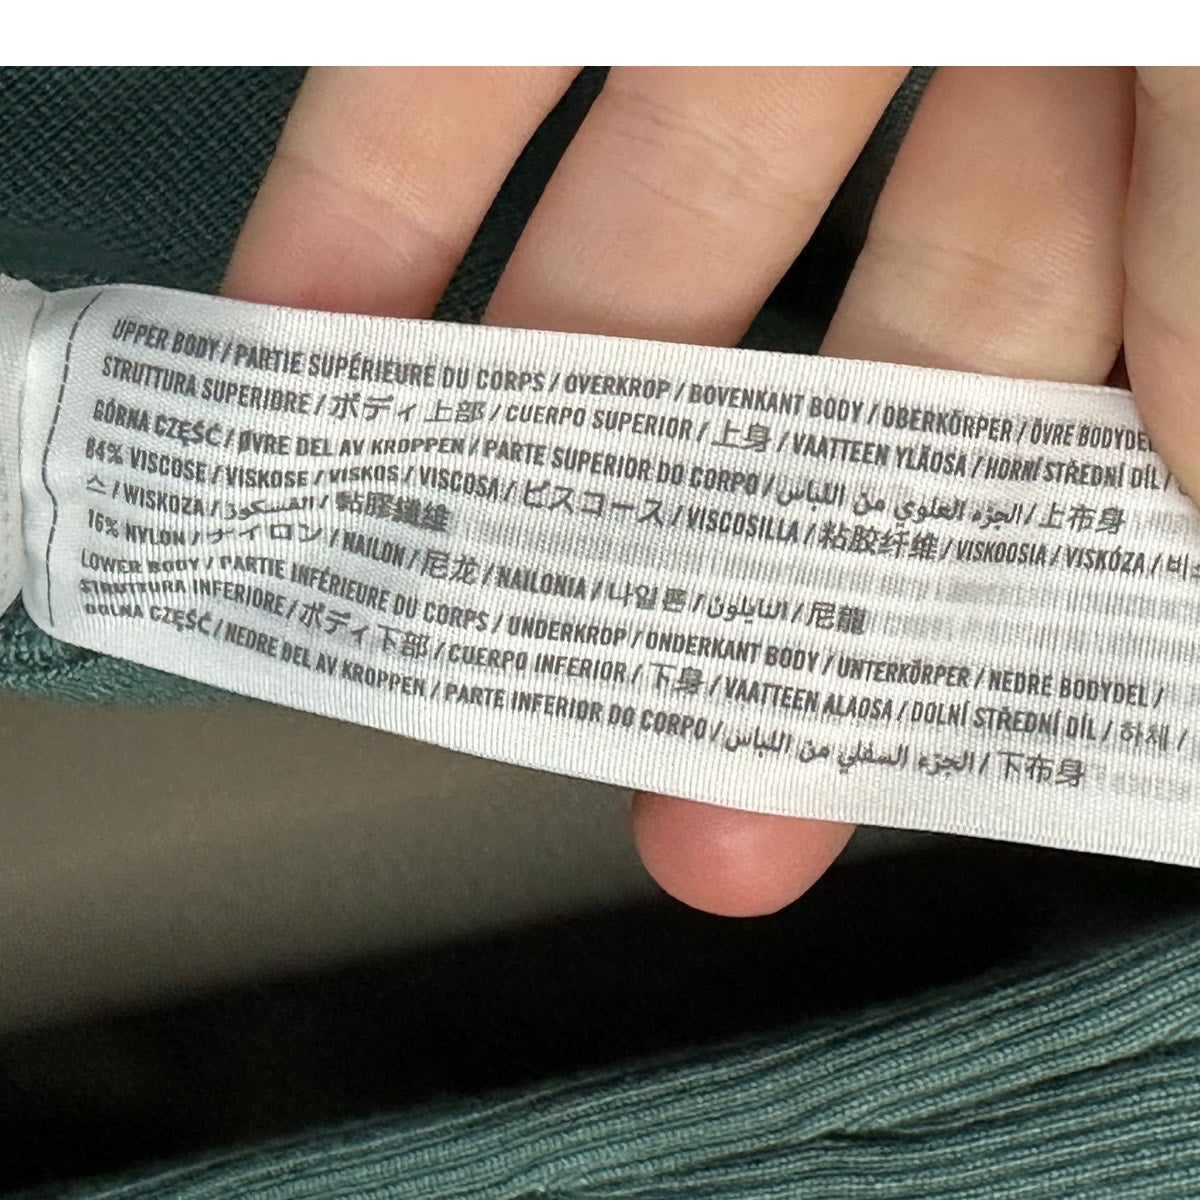 UPPER BODY / PARTIE SUPÉRIEURE DU CORPS / OVERKROP / BOVENKANT BODY / OBERKÖRPER / ÖVRE BODYDEL
STRUTTURA SUPERIORE / ボディ上部 / CUERPO SUPERIOR / 上身 / VAATTEEN YLÄOSA / HORNÍ STŘEDNÍ DÍL /
GÓRNA CZĘŚĆ / ØVRE DEL AV KROPPEN / PARTE SUPERIOR DO CORPO / الجزء العلوي من اللباس / 上布身
84% VISCOSE / VISKOSE / VISKOS / VISCOSA / ビスコース / VISCOSILLA / 粘胶纤维 / VISKOOSIA / VISKÓZA / 비스
스 / WISKOZA / الفسكوز / 黏膠纖維
16% NYLON / ナイロン / NAILON / 尼龙 / NAILONIA / 나일론 / النايلون / 尼龍
LOWER BODY / PARTIE INFÉRIEURE DU CORPS / UNDERKROP / ONDERKANT BODY / UNTERKÖRPER / NEDRE BODYDEL /
STRUTTURA INFERIORE / ボディ下部 / CUERPO INFERIOR / 下身 / VAATTEEN ALAOSA / DOLNÍ STŘEDNÍ DÍL / 하체 /
DOLNA CZĘŚĆ / NEDRE DEL AV KROPPEN / PARTE INFERIOR DO CORPO / الجزء السفلي من اللباس / 下布身